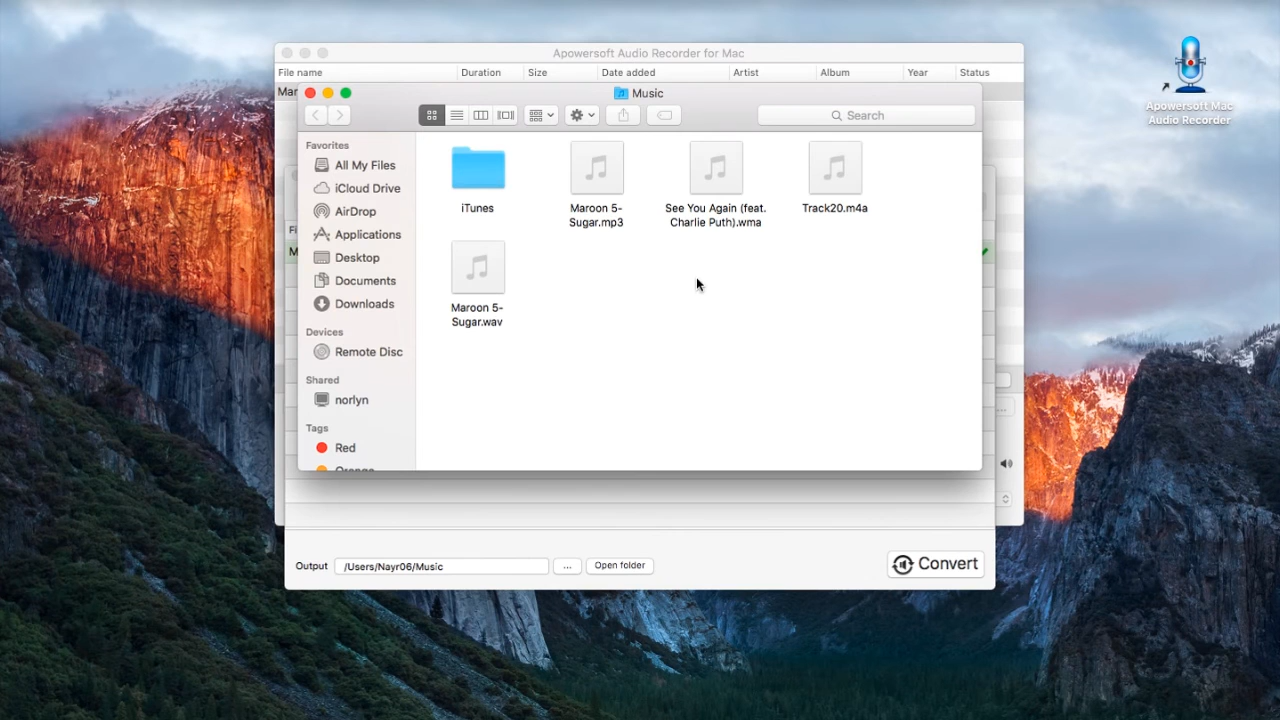 Apowersoft Audio Recorder for Mac
File name Duration Size Date added Artist Album Year Status
Mar
Music
Search
Favorites
All My Files
iCloud Drive
AirDrop
Applications
Desktop
Documents
Downloads
Devices
Remote Disc
Shared
norlyn
Tags
Red
Orange
iTunes
Maroon 5-
Sugar.mp3
See You Again (feat.
Charlie Puth).wma
Track20.m4a
Maroon 5-
Sugar.wav
Fi
M
Output /Users/Nayr06/Music ... Open folder Convert
Apowersoft Mac
Audio Recorder